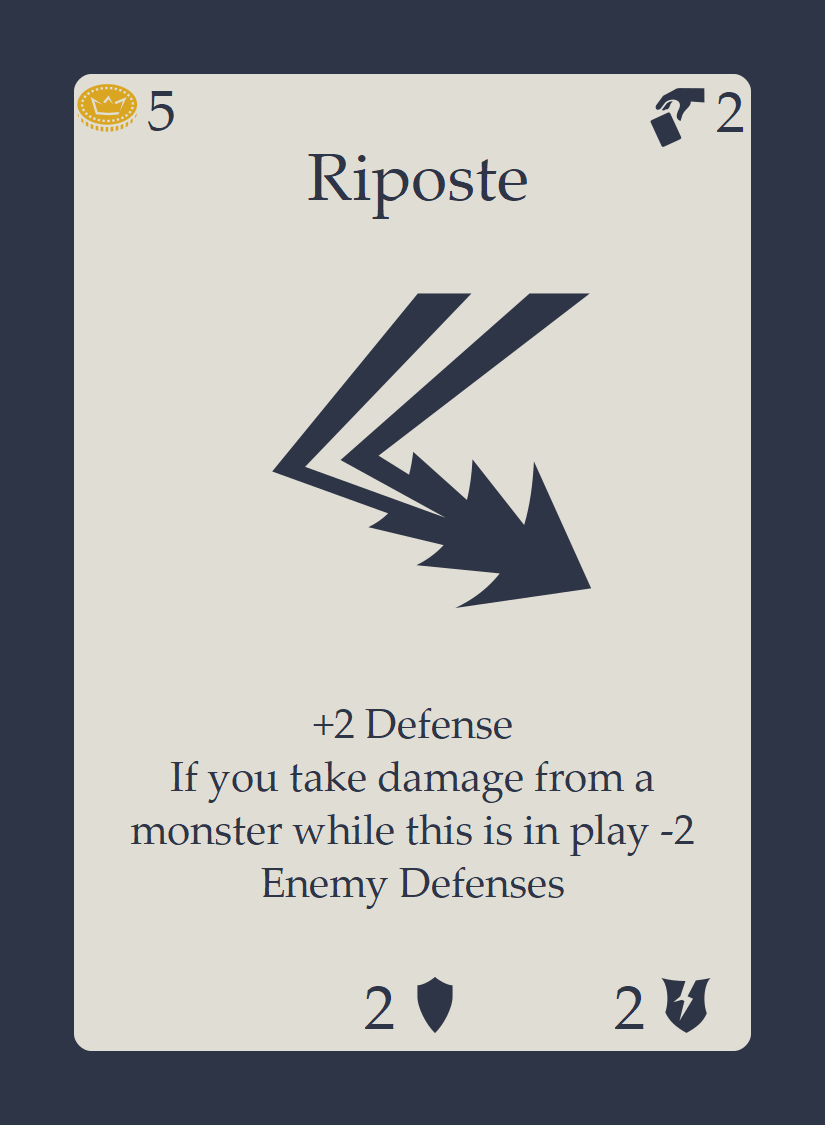 5 2
Riposte
+2 Defense
If you take damage from a
monster while this is in play -2
Enemy Defenses
2 2